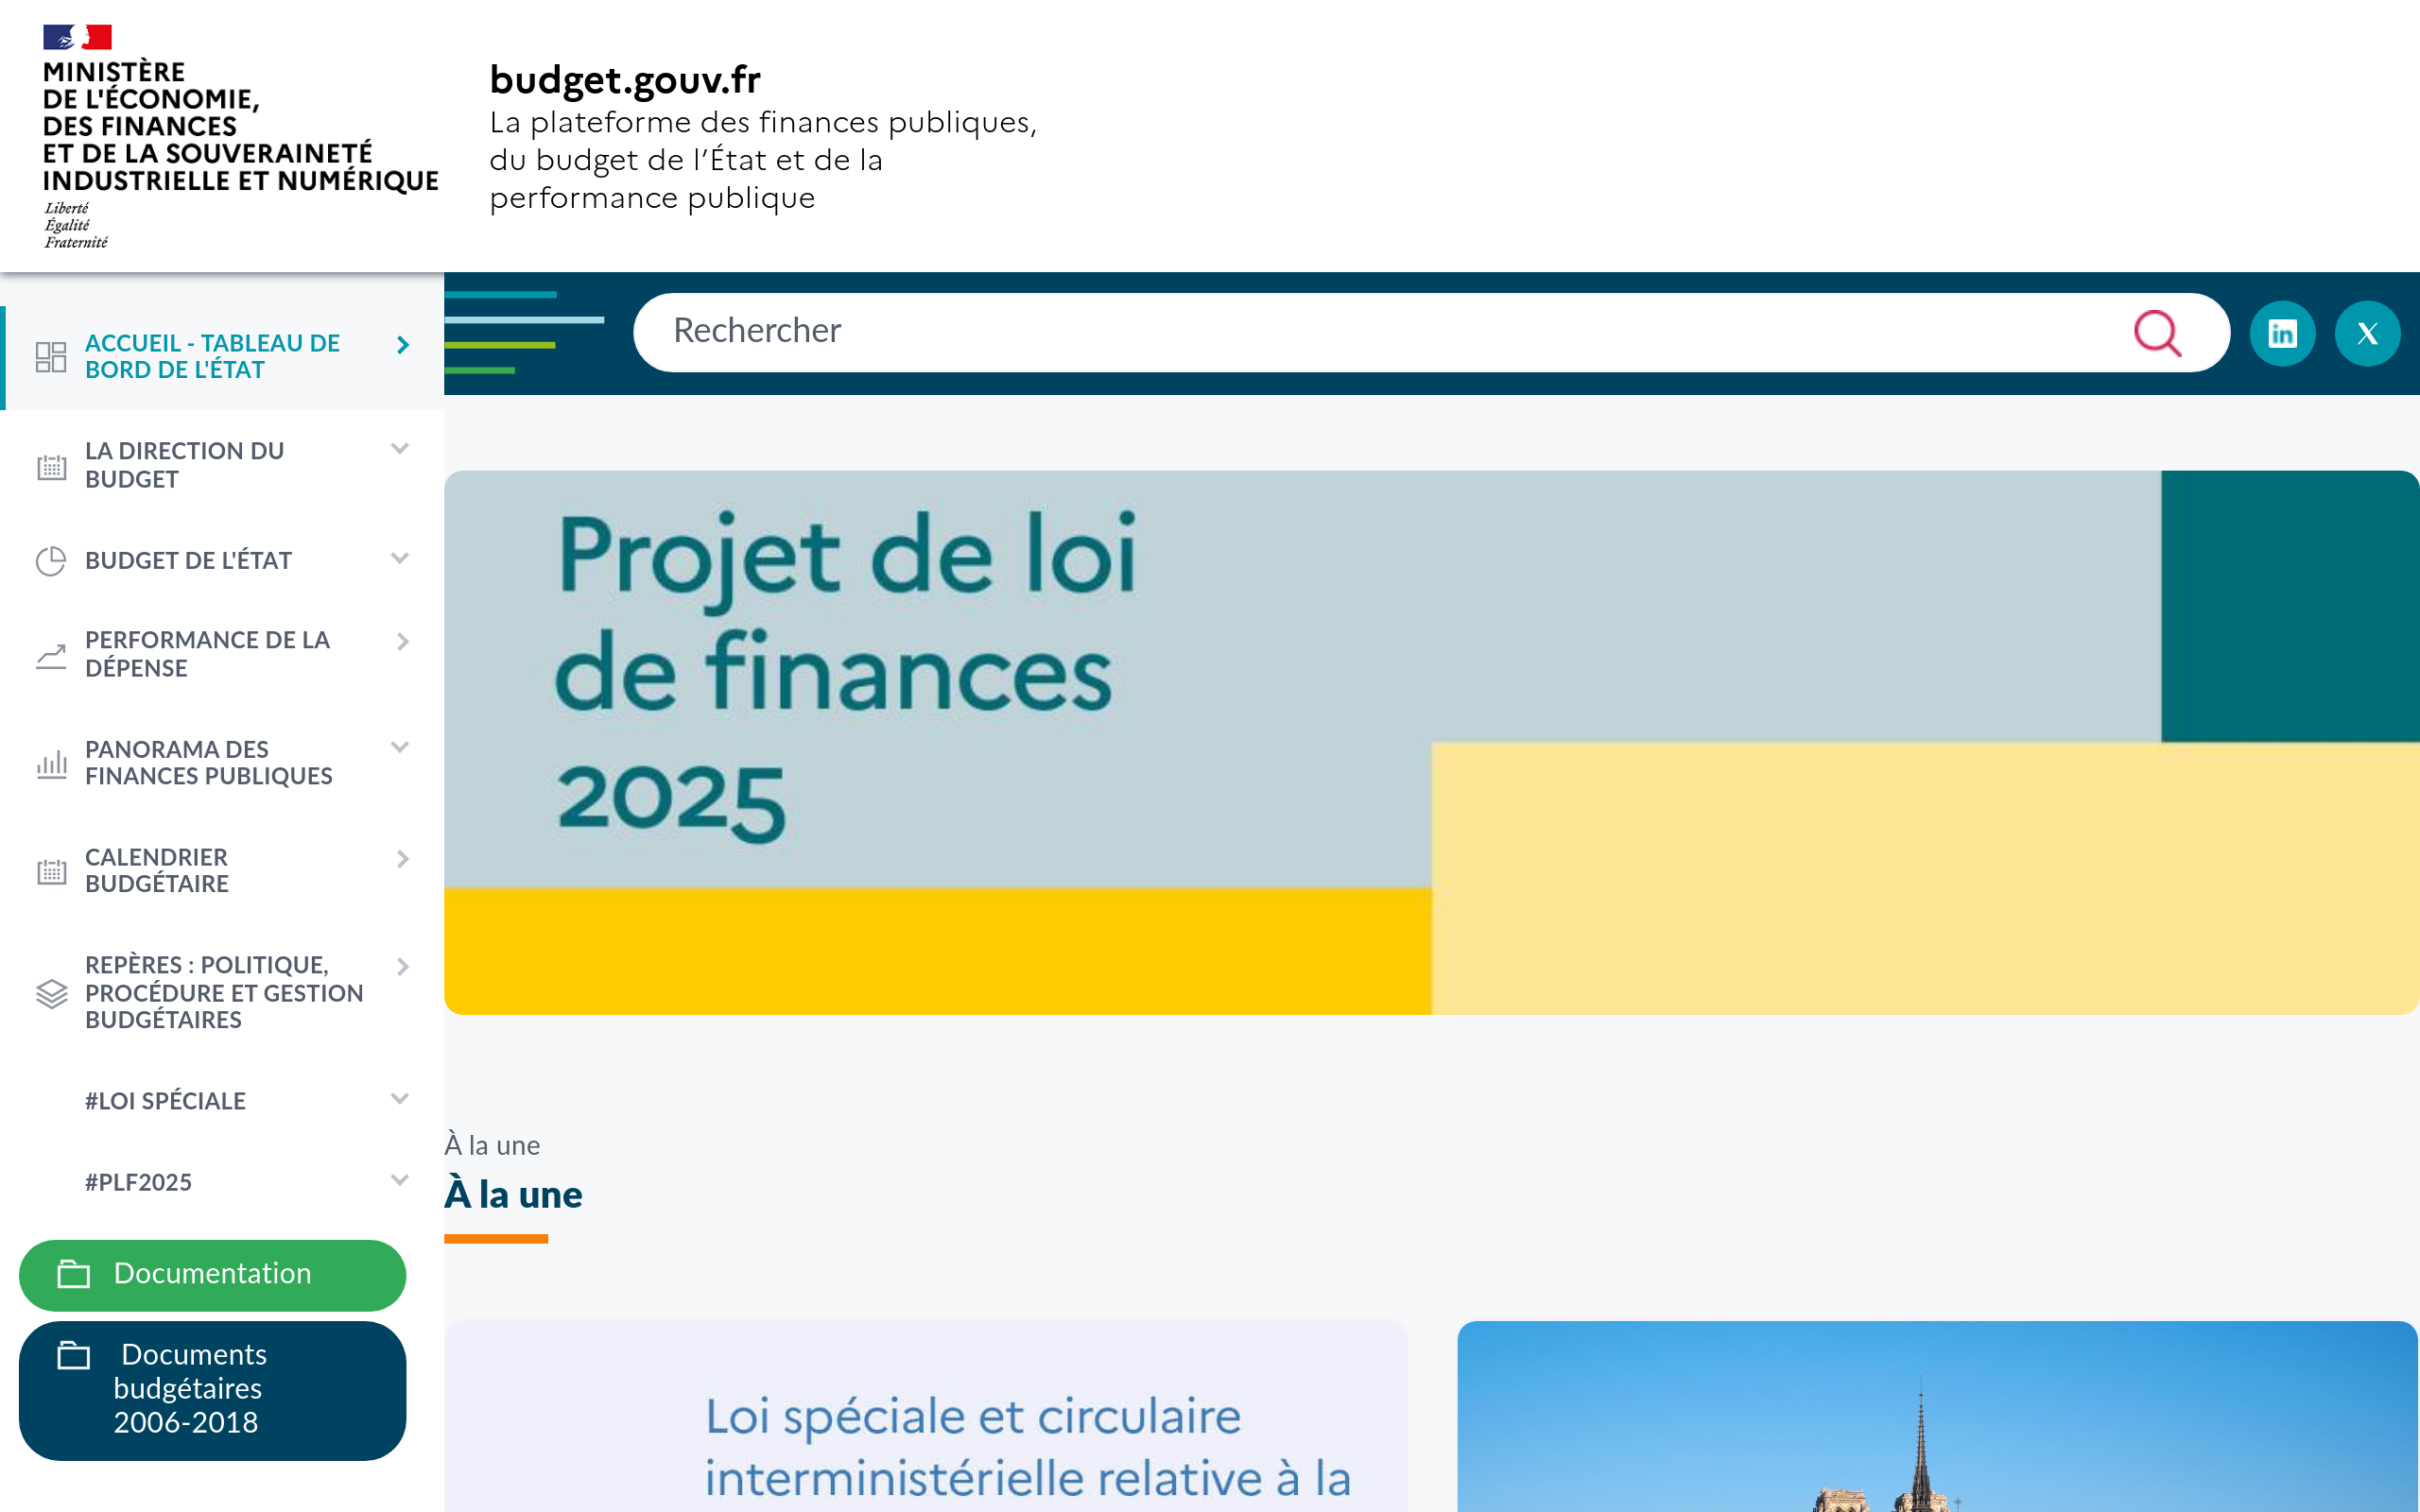 MINISTÈRE
DE L'ÉCONOMIE,
DES FINANCES
ET DE LA SOUVERAINETÉ
INDUSTRIELLE ET NUMÉRIQUE
Liberté
Égalité
Fraternité
budget.gouv.fr
La plateforme des finances publiques,
du budget de l’État et de la
performance publique
Rechercher
in
X
ACCUEIL - TABLEAU DE
BORD DE L'ÉTAT
LA DIRECTION DU
BUDGET
BUDGET DE L'ÉTAT
PERFORMANCE DE LA
DÉPENSE
PANORAMA DES
FINANCES PUBLIQUES
CALENDRIER
BUDGÉTAIRE
REPÈRES : POLITIQUE,
PROCÉDURE ET GESTION
BUDGÉTAIRES
#LOI SPÉCIALE
#PLF2025
Documentation
Documents
budgétaires
2006-2018
Projet de loi
de finances
2025
À la une
À la une
Loi spéciale et circulaire
interministérielle relative à la